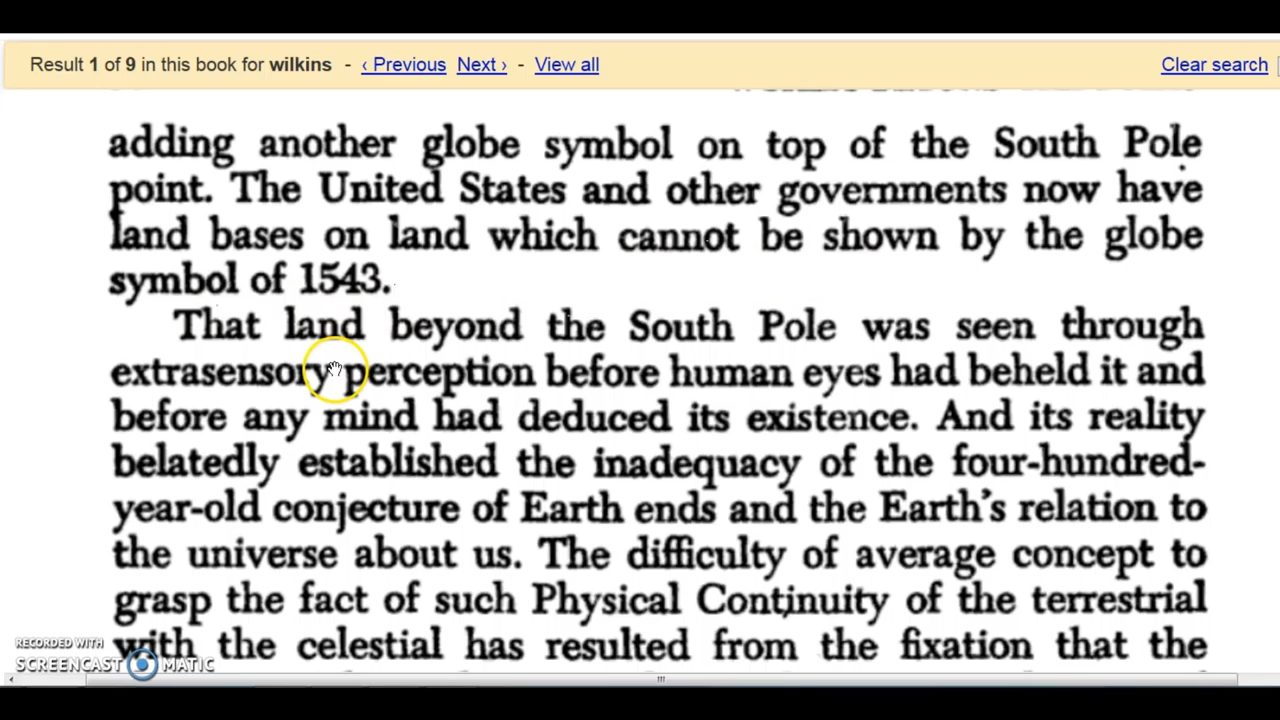 Result 1 of 9 in this book for wilkins - ‹ Previous Next › - View all Clear search
adding another globe symbol on top of the South Pole
point. The United States and other governments now have
land bases on land which cannot be shown by the globe
symbol of 1543.
That land beyond the South Pole was seen through
extrasensory perception before human eyes had beheld it and
before any mind had deduced its existence. And its reality
belatedly established the inadequacy of the four-hundred-
year-old conjecture of Earth ends and the Earth's relation to
the universe about us. The difficulty of average concept to
grasp the fact of such Physical Continuity of the terrestrial
with the celestial has resulted from the fixation that the
RECORDED WITH
SCREENCAST MATIC